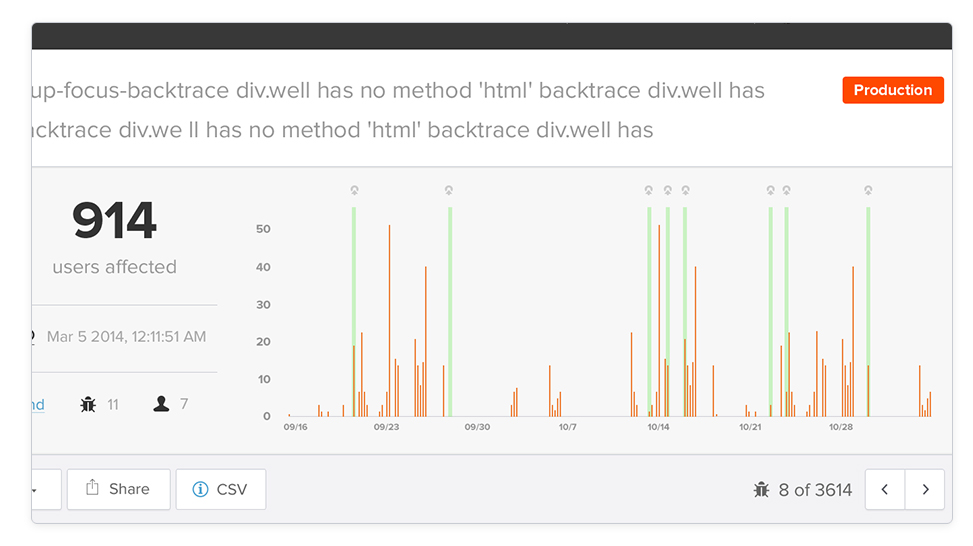 up-focus-backtrace div.well has no method 'html' backtrace div.well has
Production
acktrace div.we ll has no method 'html' backtrace div.well has
914
users affected
Mar 5 2014, 12:11:51 AM
nd
11
7
50
40
30
20
10
0
09/16 09/23 09/30 10/7 10/14 10/21 10/28
Share
CSV
8 of 3614